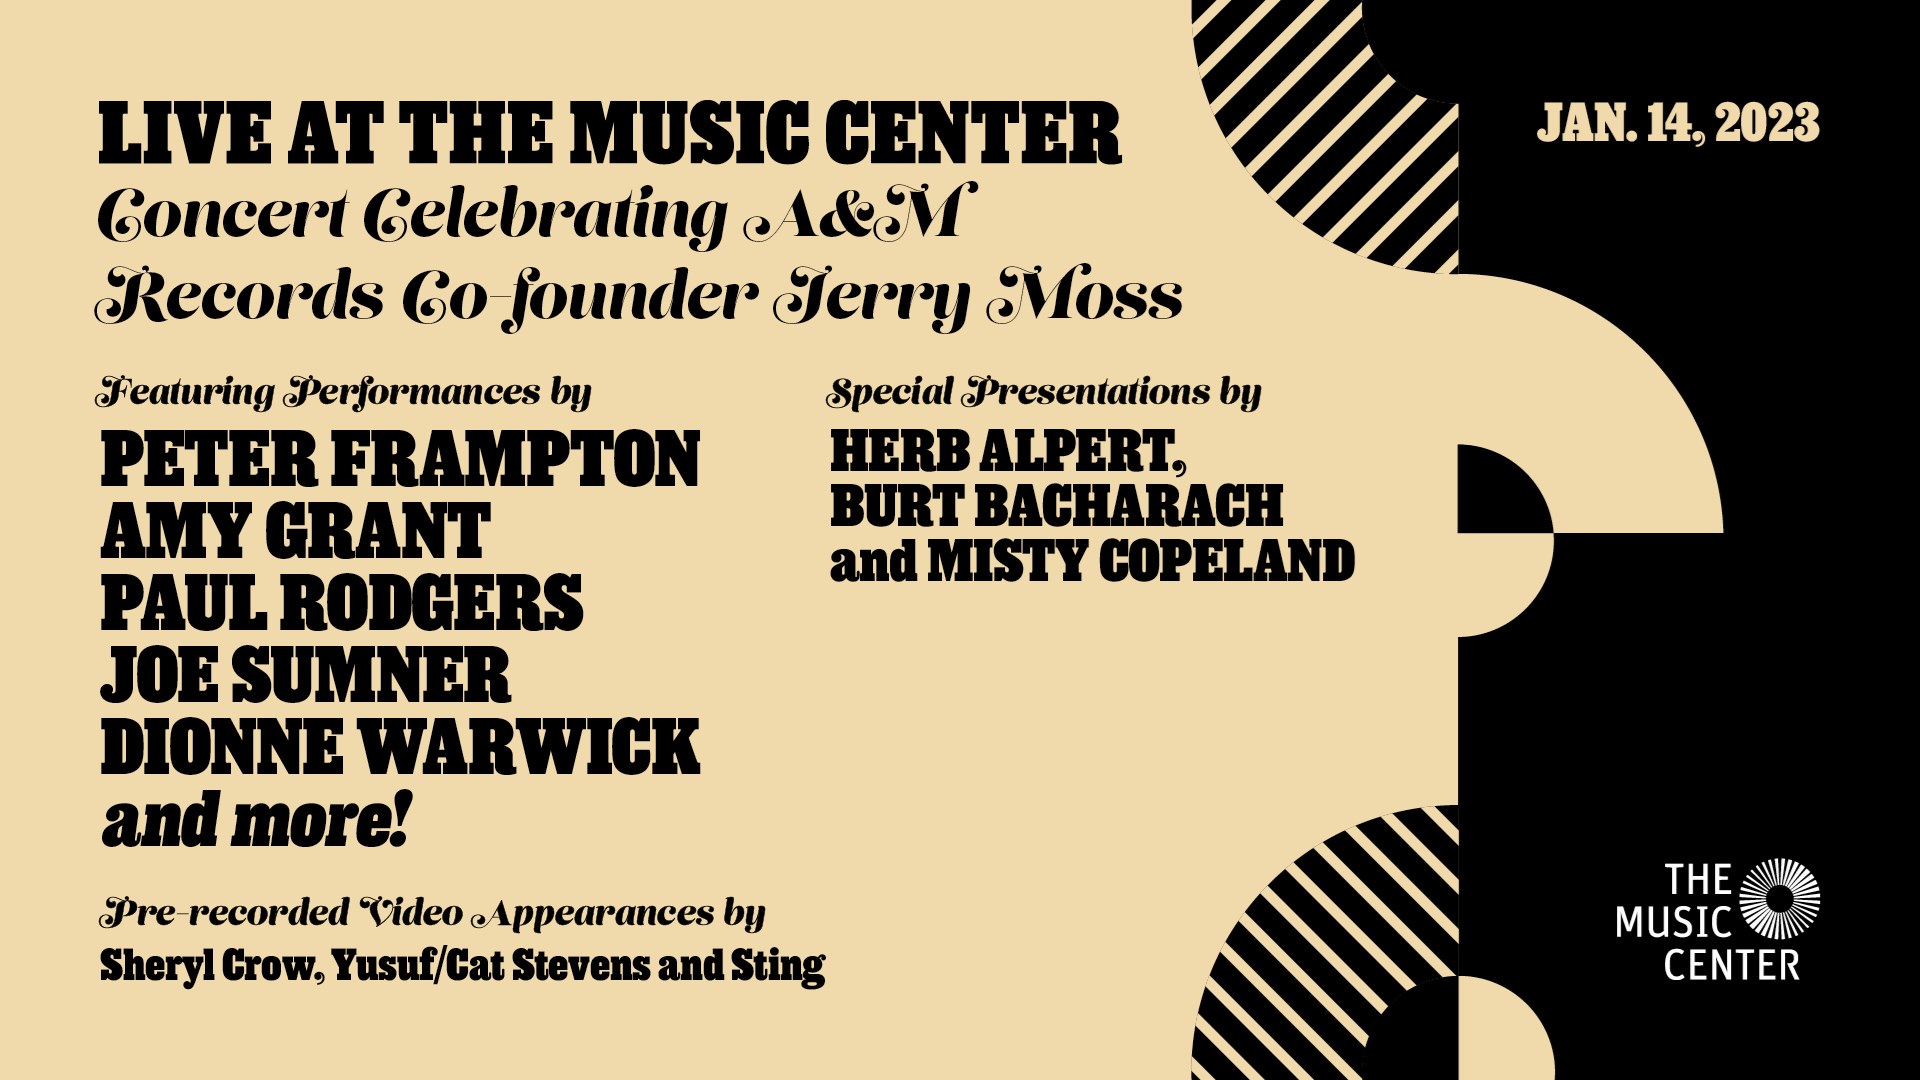 LIVE AT THE MUSIC CENTER
Concert Celebrating A&M
Records Co-founder Jerry Moss
JAN. 14, 2023
Featuring Performances by
PETER FRAMPTON
AMY GRANT
PAUL RODGERS
JOE SUMNER
DIONNE WARWICK
and more!
Special Presentations by
HERB ALPERT,
BURT BACHARACH
and MISTY COPELAND
Pre-recorded Video Appearances by
Sheryl Crow, Yusuf/Cat Stevens and Sting
THE
MUSIC
CENTER